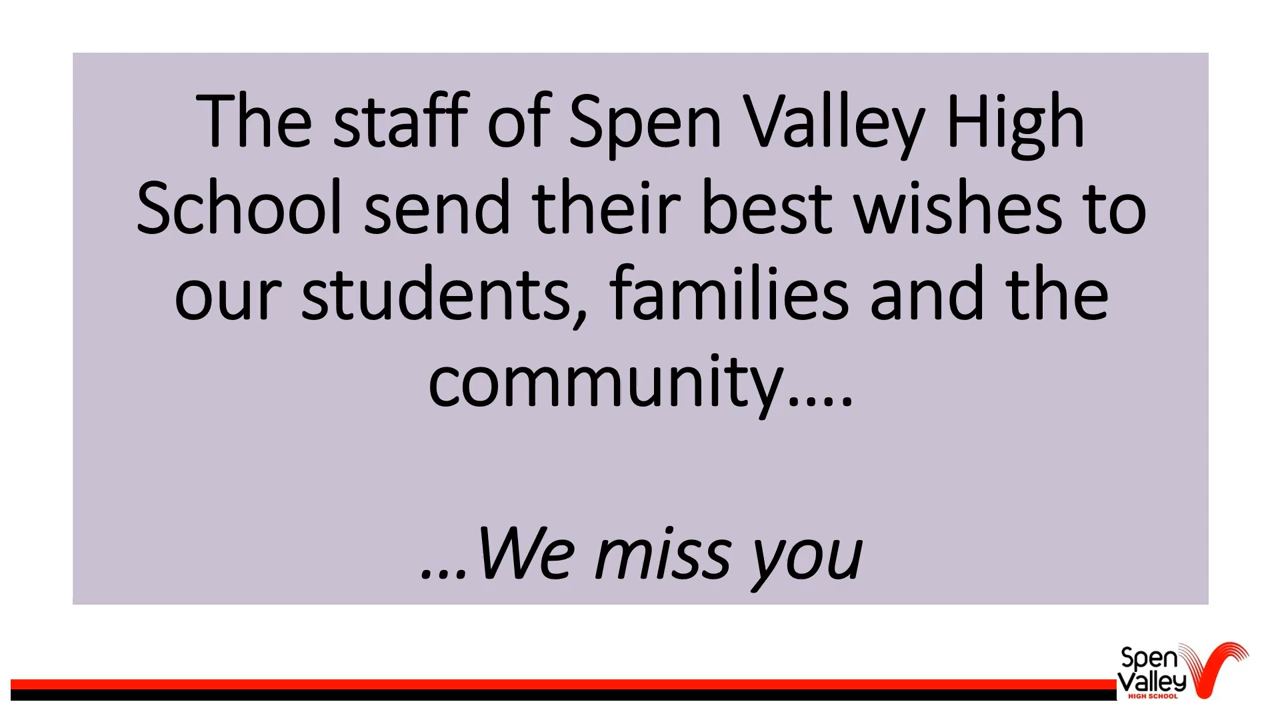 The staff of Spen Valley High
School send their best wishes to
our students, families and the
community....
...We miss you
Spen
Valley
HIGH SCHOOL